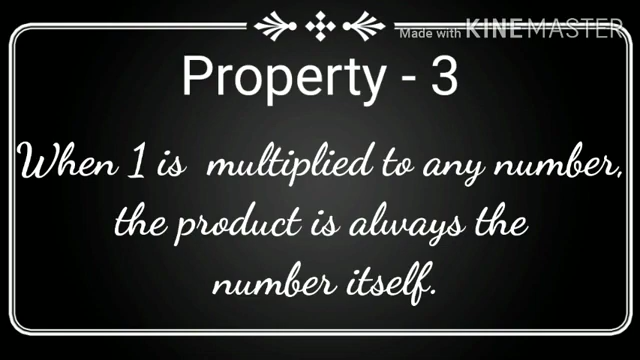 Made with KINEMASTER
Property - 3
When 1 is multiplied to any number,
the product is always the
number itself.